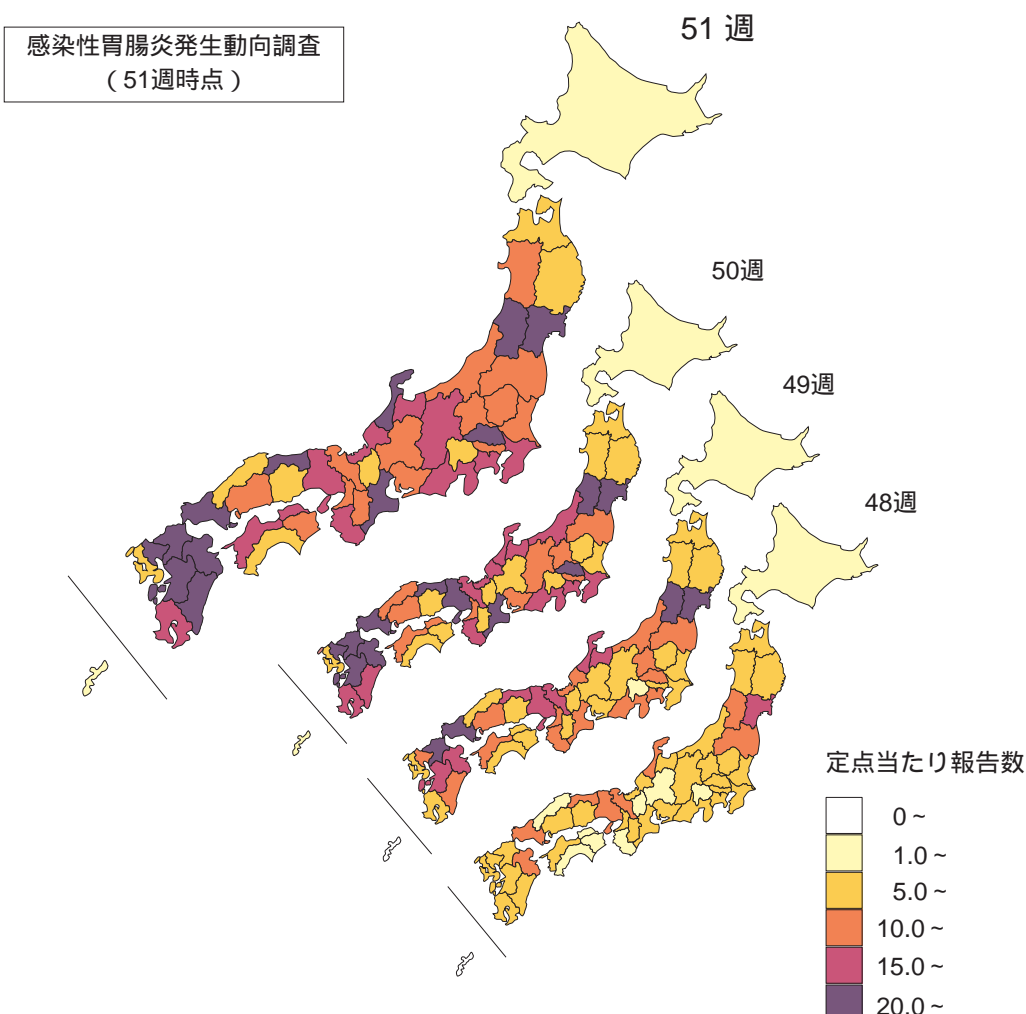 感染性胃腸炎発生動向調査
（51週時点）
51 週
50週
49週
48週
定点当たり報告数
0～
1.0～
5.0～
10.0～
15.0～
20.0～